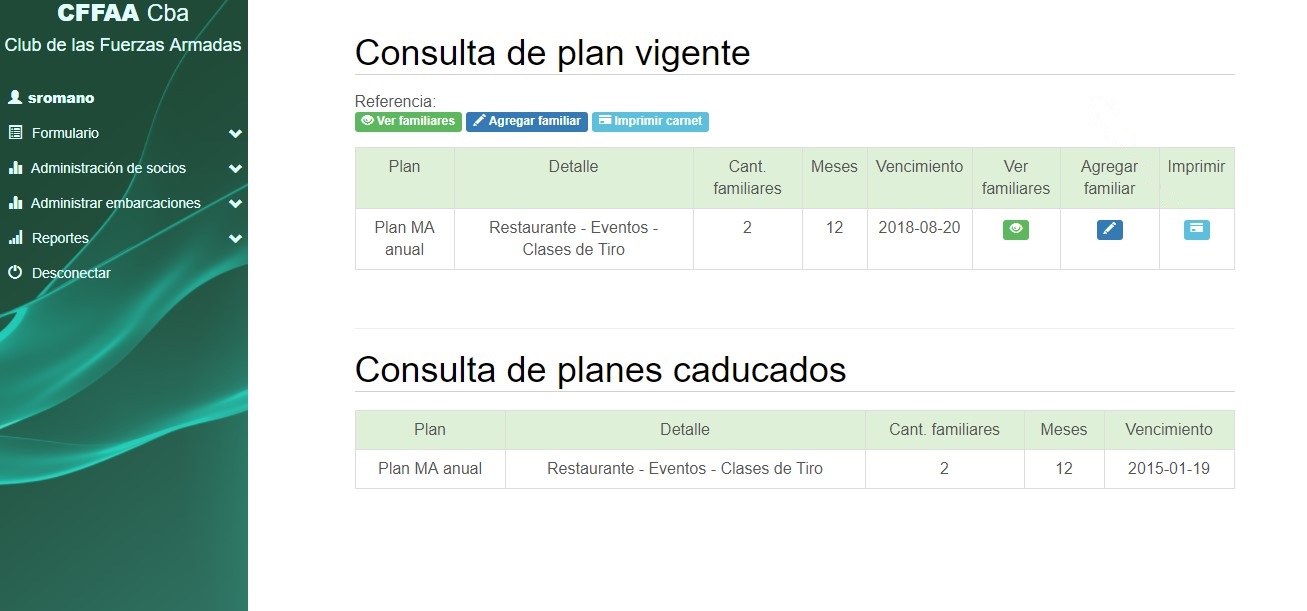 CFFAA Cba
Club de las Fuerzas Armadas
sromano
Formulario
Administración de socios
Administrar embarcaciones
Reportes
Desconectar
Consulta de plan vigente
Referencia:
Ver familiares Agregar familiar Imprimir carnet
Plan Detalle Cant. familiares Meses Vencimiento Ver familiares Agregar familiar Imprimir
Plan MA anual Restaurante - Eventos - Clases de Tiro 2 12 2018-08-20
Consulta de planes caducados
Plan Detalle Cant. familiares Meses Vencimiento
Plan MA anual Restaurante - Eventos - Clases de Tiro 2 12 2015-01-19